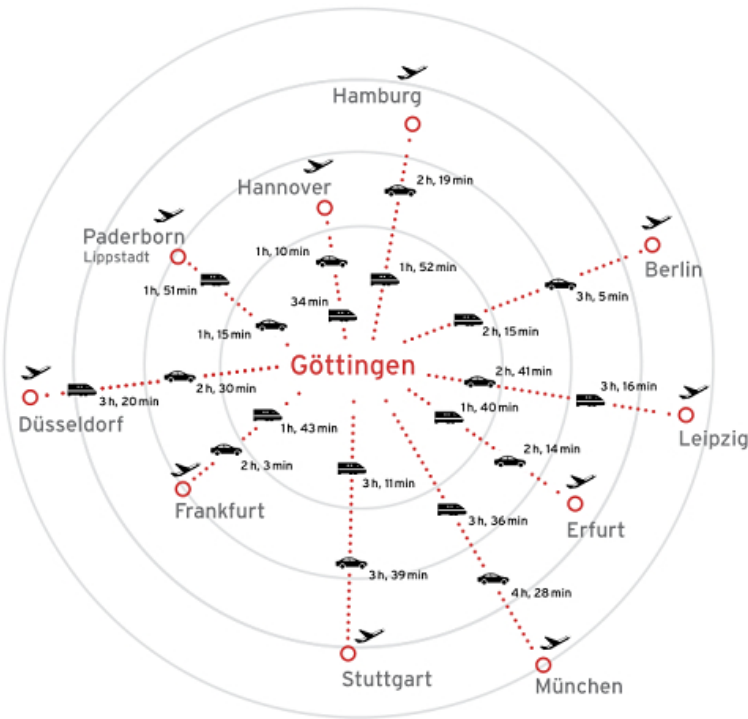 Hamburg
2 h, 19 min
Hannover
1h, 10 min
1 h, 52 min
34 min
Paderborn
Lippstadt
1h, 51 min
1h, 15 min
Berlin
3 h, 5 min
2 h, 15 min
Göttingen
2 h, 41 min
3 h, 16 min
Leipzig
2 h, 30 min
3 h, 20 min
Düsseldorf
1 h, 43 min
2 h, 3 min
Frankfurt
1 h, 40 min
2 h, 14 min
Erfurt
3 h, 11 min
3 h, 39 min
Stuttgart
3 h, 36 min
4 h, 28 min
München